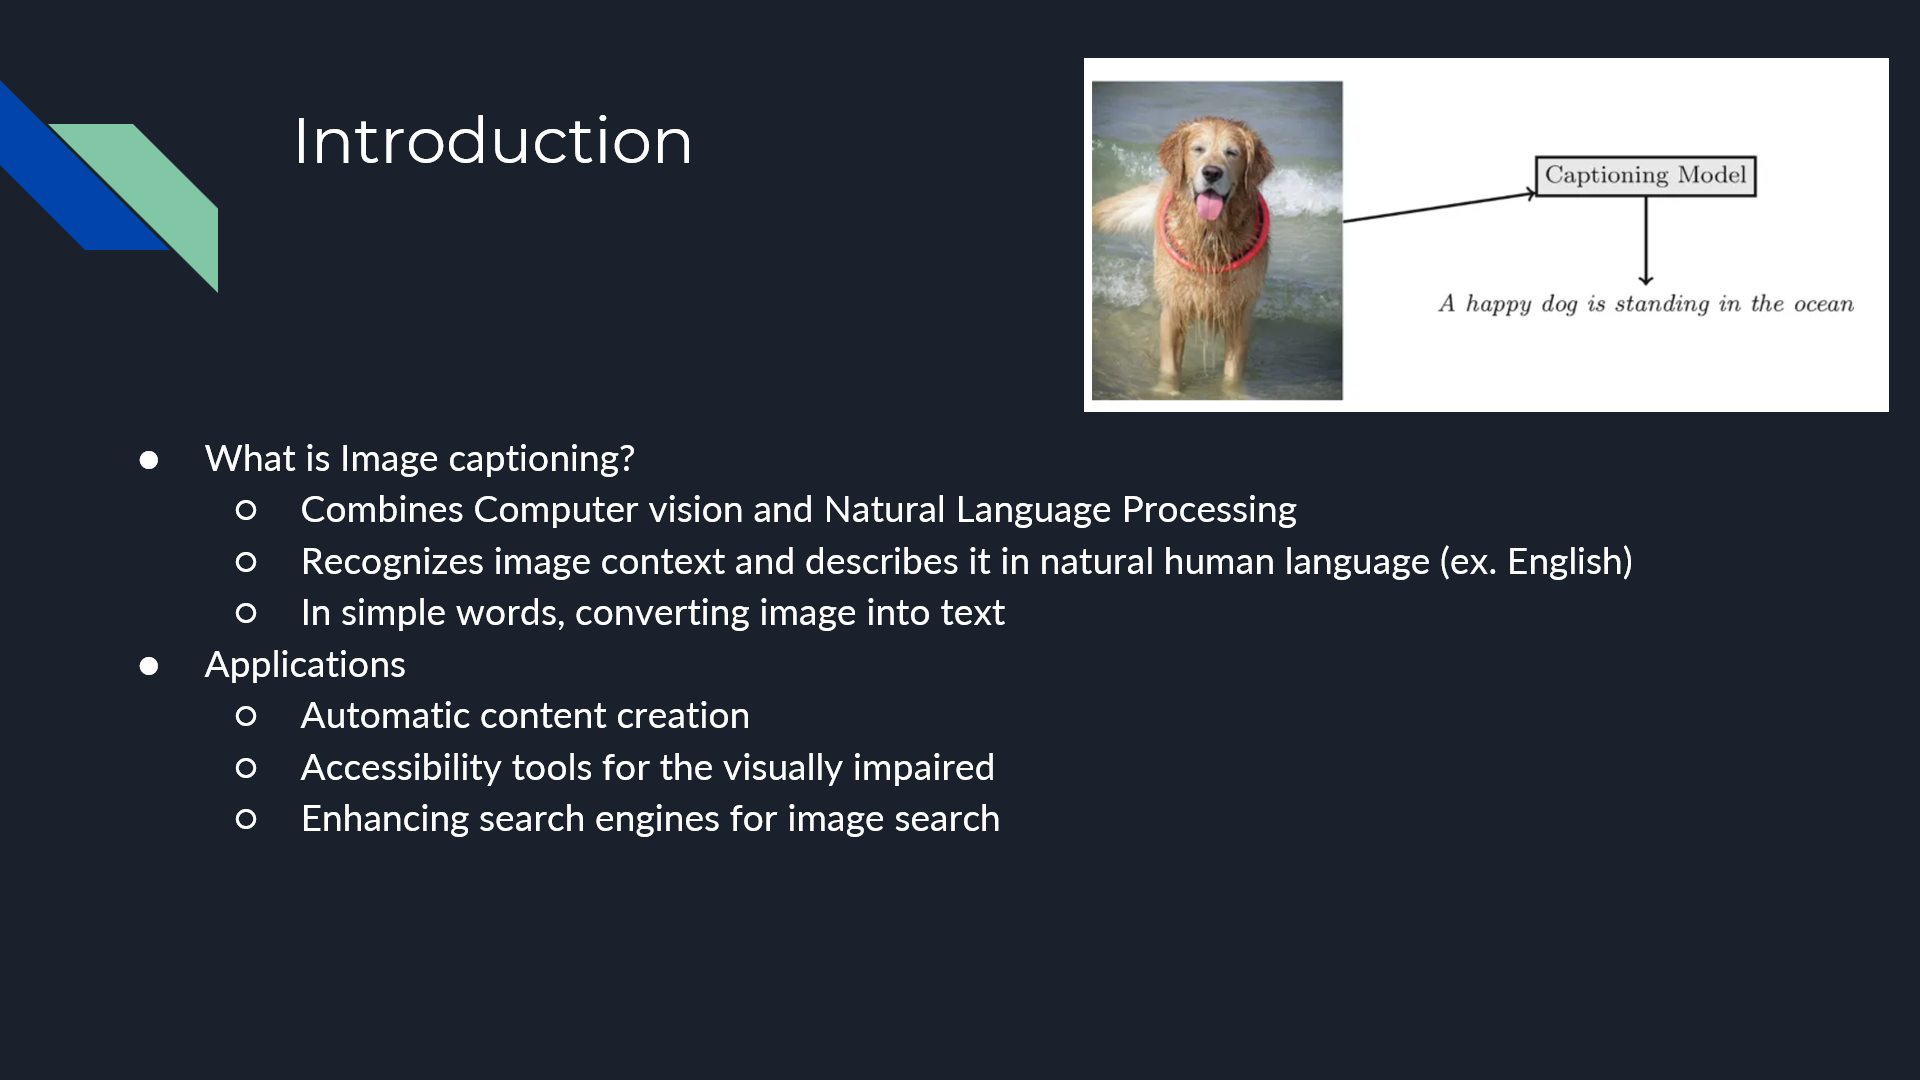 Introduction
Captioning Model
A happy dog is standing in the ocean
● What is Image captioning?
○ Combines Computer vision and Natural Language Processing
○ Recognizes image context and describes it in natural human language (ex. English)
○ In simple words, converting image into text
● Applications
○ Automatic content creation
○ Accessibility tools for the visually impaired
○ Enhancing search engines for image search